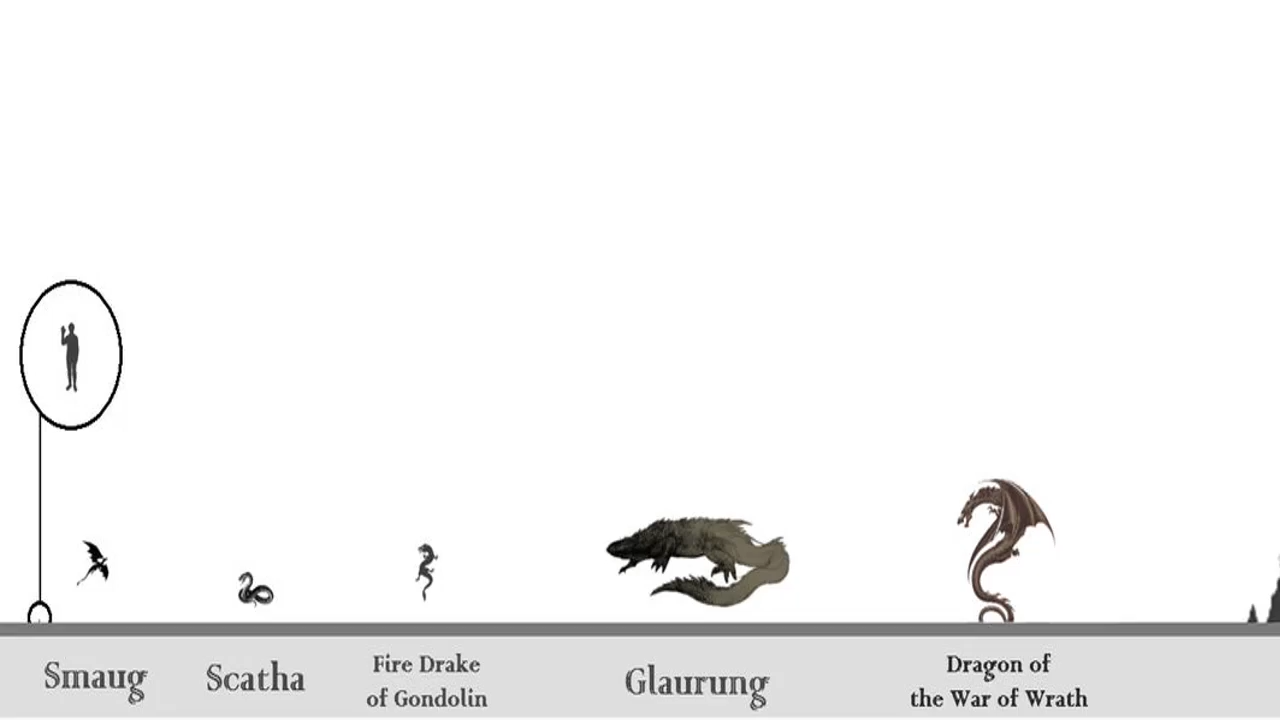 Smaug
Scatha
Fire Drake
of Gondolin
Glaurung
Dragon of
the War of Wrath